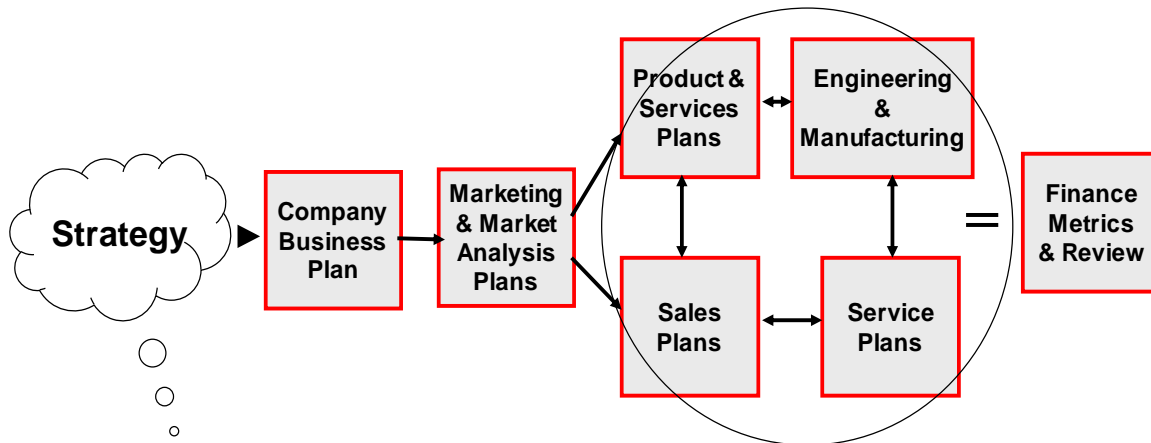 Strategy
Company
Business
Plan
Marketing
& Market
Analysis
Plans
Product &
Services
Plans
Engineering
&
Manufacturing
Sales
Plans
Service
Plans
=
Finance
Metrics
& Review